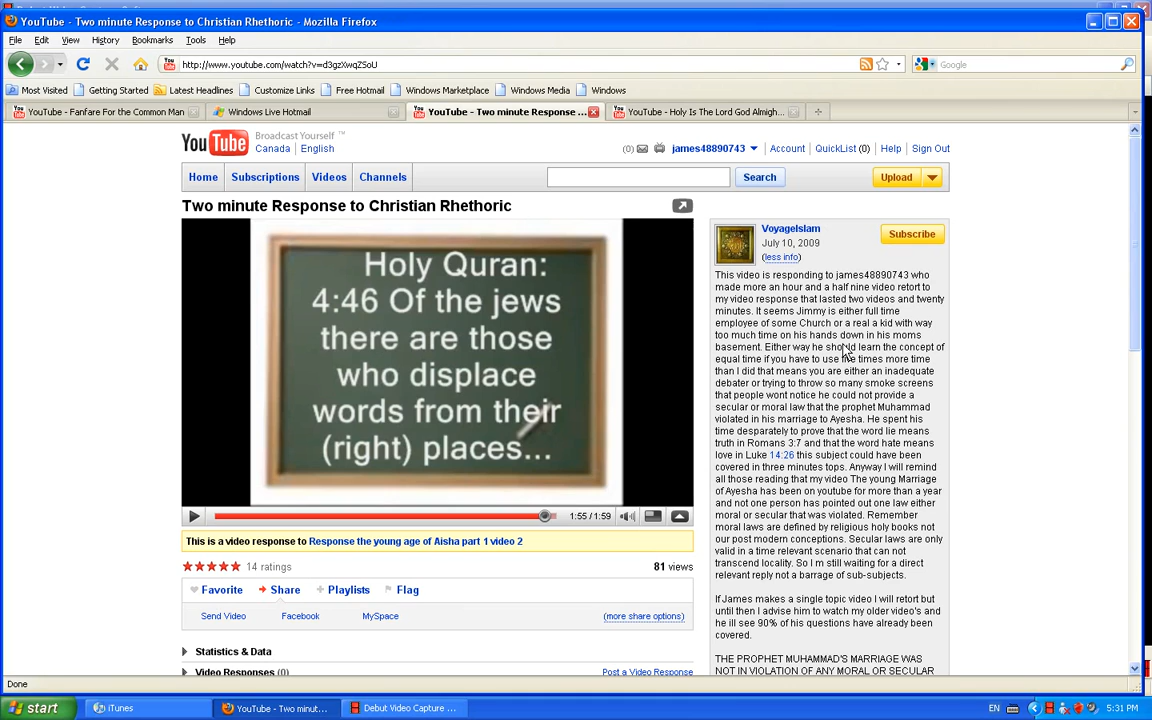 YouTube - Two minute Response to Christian Rhethoric - Mozilla Firefox
File Edit View History Bookmarks Tools Help
http://www.youtube.com/watch?v=d3gzXwqZSoU
Google
Most Visited Getting Started Latest Headlines Customize Links Free Hotmail Windows Marketplace Windows Media Windows
YouTube - Fanfare For the Common Man
Windows Live Hotmail
YouTube - Two minute Response ...
YouTube - Holy Is The Lord God Almigh...
YouTube
Broadcast Yourself ™
Canada English
(0) james48890743 Account QuickList (0) Help Sign Out
Home Subscriptions Videos Channels Search Upload
Two minute Response to Christian Rhethoric
Holy Quran:
4:46 Of the jews
there are those
who displace
words from their
(right) places...
1:55 / 1:59
This is a video response to Response the young age of Aisha part 1 video 2
14 ratings
81 views
Favorite Share Playlists Flag
Send Video Facebook MySpace (more share options)
Statistics & Data
Video Responses (0) Post a Video Response
VoyageIslam
July 10, 2009
(less info)
Subscribe
This video is responding to james48890743 who
made more an hour and a half nine video retort to
my video response that lasted two videos and twenty
minutes. It seems Jimmy is either full time
employee of some Church or a real a kid with way
too much time on his hands down in his moms
basement. Either way he should learn the concept of
equal time if you have to use the times more time
than I did that means you are either an inadequate
debater or trying to throw so many smoke screens
that people wont notice he could not provide a
secular or moral law that the prophet Muhammad
violated in his marriage to Ayesha. He spent his
time desparately to prove that the word lie means
truth in Romans 3:7 and that the word hate means
love in Luke 14:26 this subject could have been
covered in three minutes tops. Anyway I will remind
all those reading that my video The young Marriage
of Ayesha has been on youtube for more than a year
and not one person has pointed out one law either
moral or secular that was violated. Remember
moral laws are defined by religious holy books not
our post modern conceptions. Secular laws are only
valid in a time relevant scenario that can not
transcend locality. So I m still waiting for a direct
relevant reply not a barrage of sub-subjects.
If James makes a single topic video I will retort but
until then I advise him to watch my older video's and
he ill see 90% of his questions have already been
covered.
THE PROPHET MUHAMMAD'S MARRIAGE WAS
NOT IN VIOLATION OF ANY MORAL OR SECULAR
Done
start iTunes YouTube - Two minut... Debut Video Capture ... EN 5:31 PM